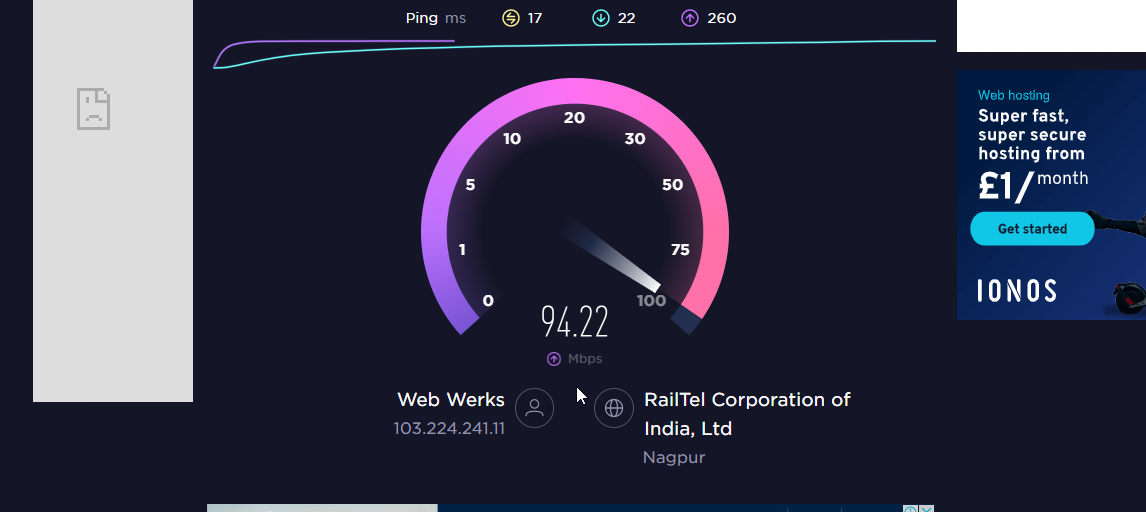 Ping ms 17 22 260
20
10 30
5 50
1 75
0 100
94.22
Mbps
Web Werks
103.224.241.11
RailTel Corporation of
India, Ltd
Nagpur
Web hosting
Super fast,
super secure
hosting from
£1/month
Get started
IONOS